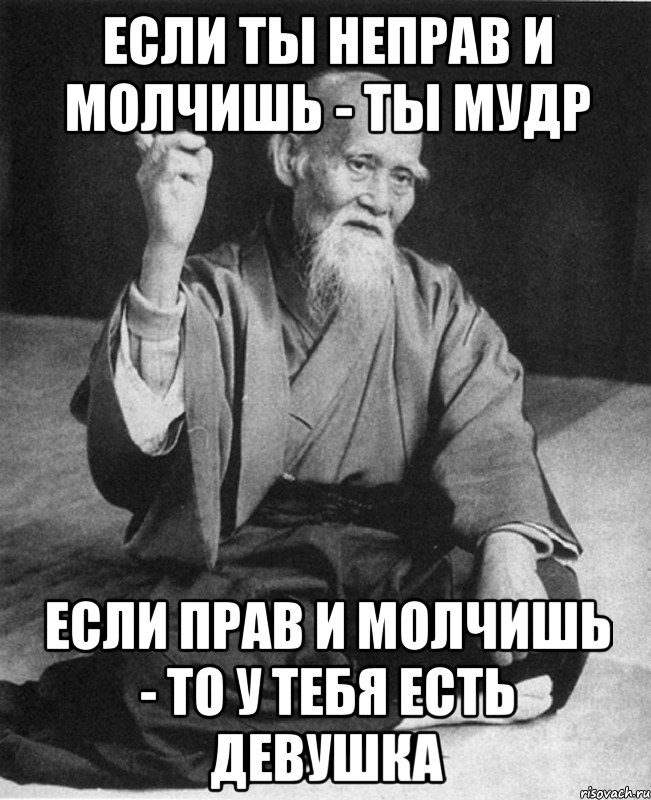 ЕСЛИ ТЫ НЕПРАВ И
МОЛЧИШЬ - ТЫ МУДР
ЕСЛИ ПРАВ И МОЛЧИШЬ
- ТО У ТЕБЯ ЕСТЬ
ДЕВУШКА
risovach.ru